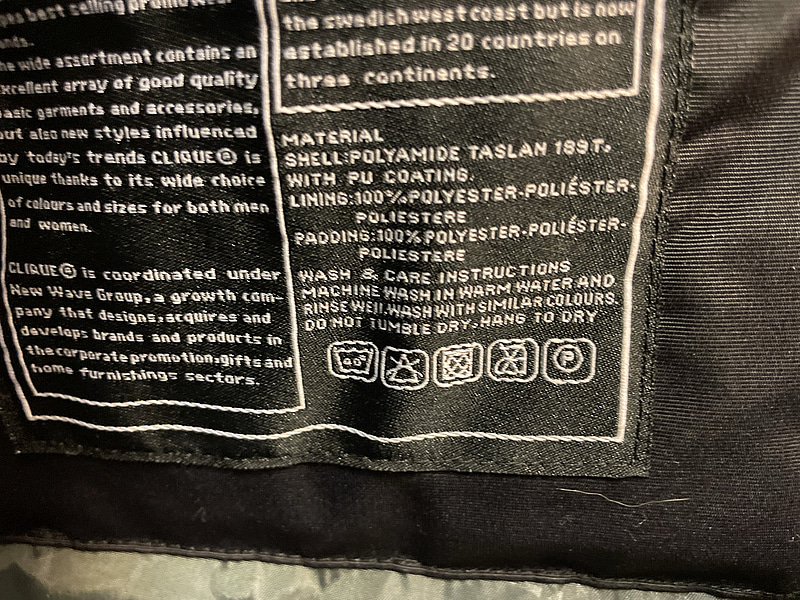 best selling
the swedish west coast but is now
established in 20 countries on
three continents.
wide assortment contains an
excellent array of good quality
basic garments and accessories,
but also new styles influenced
by today's trends CLIQUE© is
unique thanks to its wide choice
of colours and sizes for both men
and women.
CLIQUE© is coordinated under
New Wave Group, a growth com-
pany that designs, acquires and
develops brands and products in
the corporate promotion, gifts and
home furnishings sectors.
MATERIAL
SHELL:POLYAMIDE TASLAN 189T.
WITH PU COATING.
LINING:100%POLYESTER-POLIÉSTER-
POLIESTERE
PADDING:100%POLYESTER-POLIÉSTER-
POLIESTERE
WASH & CARE INSTRUCTIONS
MACHINE WASH IN WARM WATER AND
RINSE WELL.WASH WITH SIMILAR COLOURS.
DO NOT TUMBLE DRY.HANG TO DRY
40 P